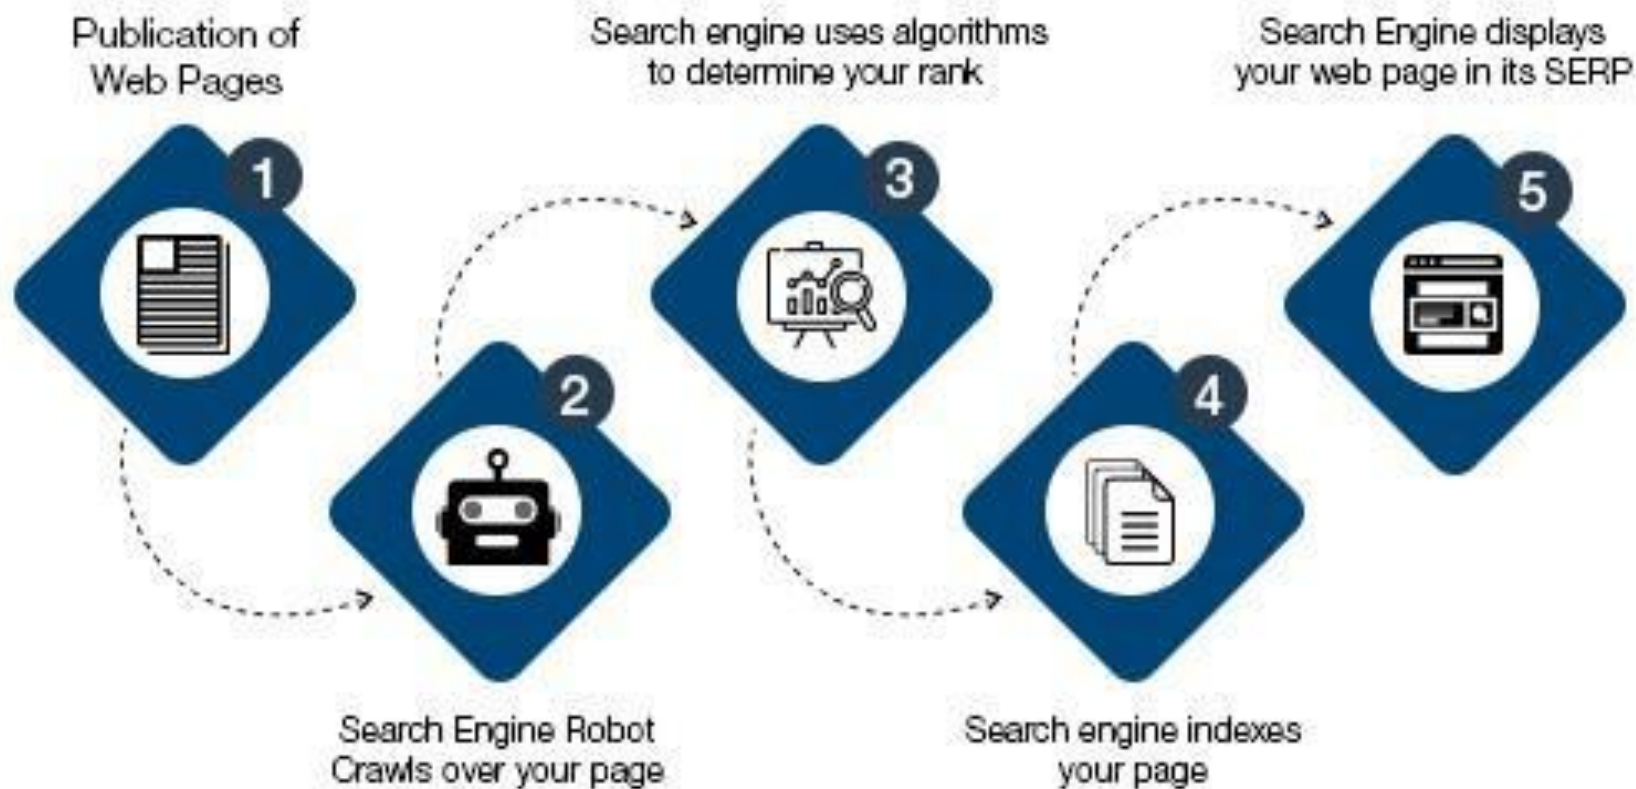 Publication of
Web Pages
1
Search Engine Robot
Crawls over your page
2
Search engine uses algorithms
to determine your rank
3
Search engine indexes
your page
4
Search Engine displays
your web page in its SERP
5